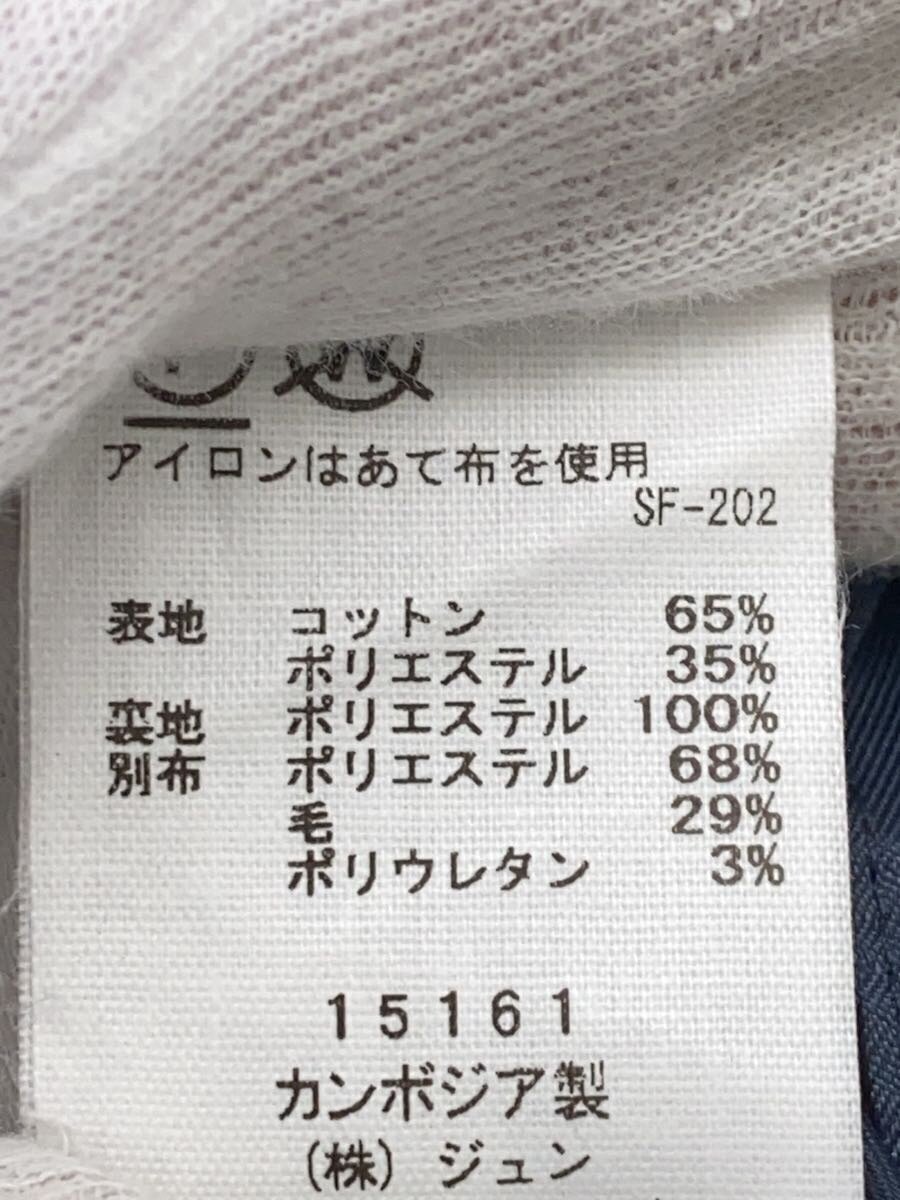 アイロンはあて布を使用
SF-202
表地 コットン 65%
ポリエステル 35%
裏地 ポリエステル 100%
別布 ポリエステル 68%
毛 29%
ポリウレタン 3%
15161
カンボジア製
(株) ジュン